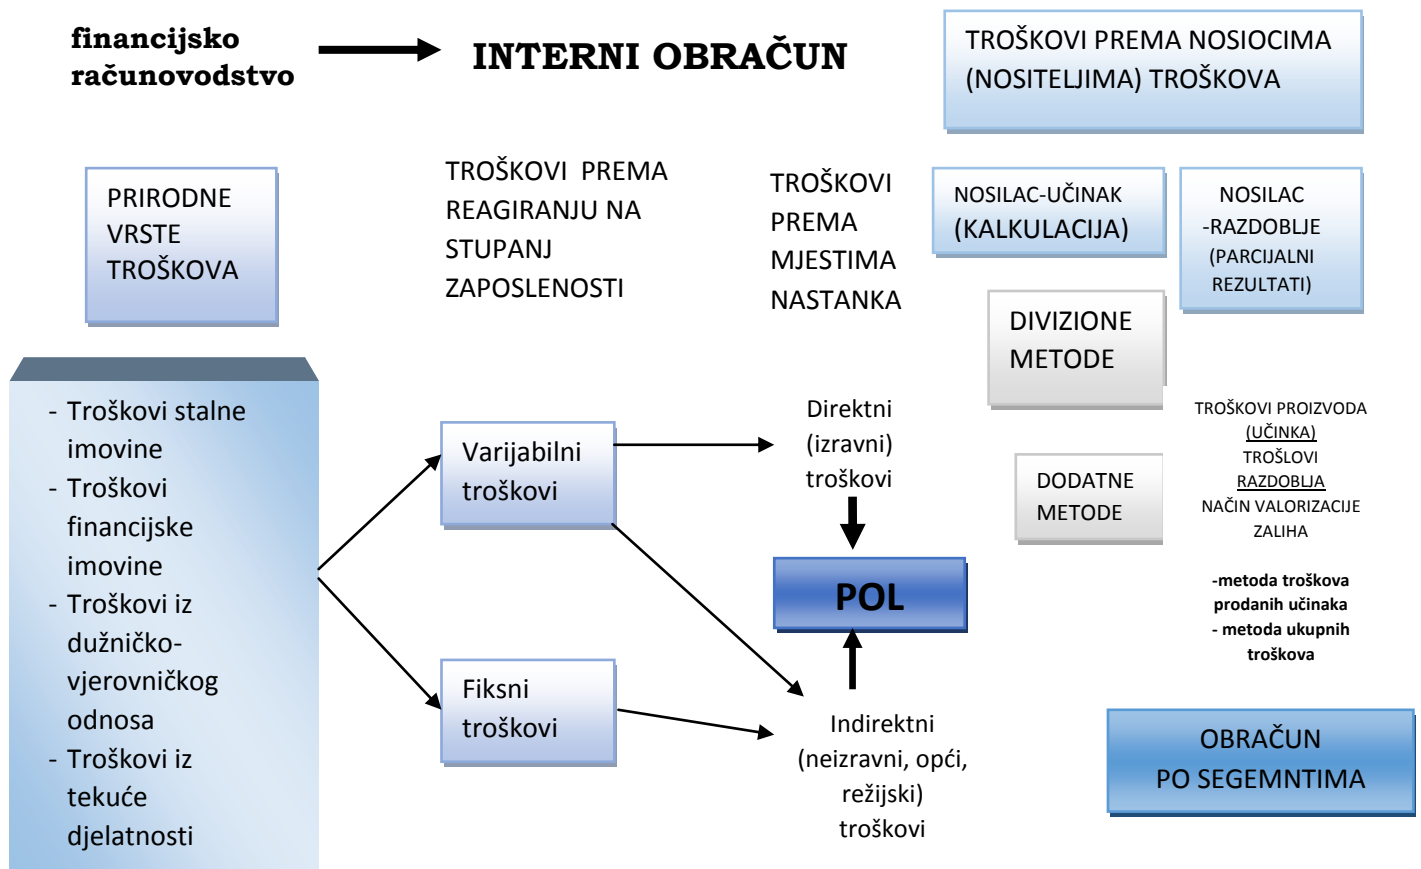 financijsko
računovodstvo
INTERNI OBRAČUN
TROŠKOVI PREMA NOSIOCIMA
(NOSITELJIMA) TROŠKOVA
PRIRODNE
VRSTE
TROŠKOVA
TROŠKOVI PREMA
REAGIRANJU NA
STUPANJ
ZAPOSLENOSTI
TROŠKOVI
PREMA
MJESTIMA
NASTANKA
NOSILAC-UČINAK
(KALKULACIJA)
NOSILAC
-RAZDOBLJE
(PARCIJALNI
REZULTATI)
DIVIZIONE
METODE
DODATNE
METODE
- Troškovi stalne
imovine
- Troškovi
financijske
imovine
- Troškovi iz
dužničko-
vjerovničkog
odnosa
- Troškovi iz
tekuće
djelatnosti
Varijabilni
troškovi
Fiksni
troškovi
Direktni
(izravni)
troškovi
POL
Indirektni
(neizravni, opći,
režijski)
troškovi
TROŠKOVI PROIZVODA
(UČINKA)
TROŠLOVI
RAZDOBLJA
NAČIN VALORIZACIJE
ZALIHA
-metoda troškova
prodanih učinaka
- metoda ukupnih
troškova
OBRAČUN
PO SEGEMNTIMA